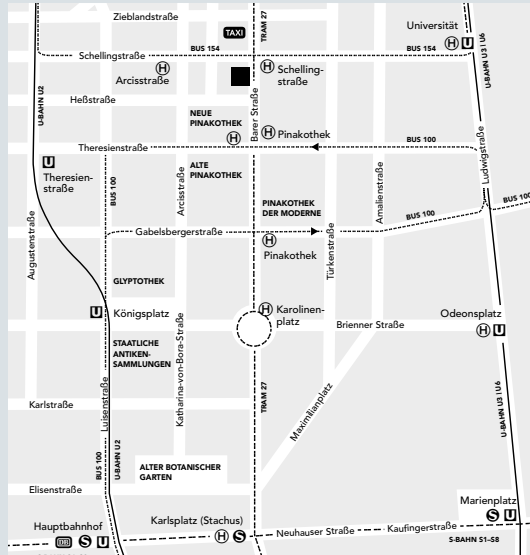 Zieblandstraße
TAXI
TRAM 27
Universität
H U
BUS 154
BUS 154
Schellingstraße
H
Arcisstraße
H Schelling-
straße
U-BAHN U3 I U6
U-BAHN U2
Heßstraße
Barer Straße
NEUE
PINAKOTHEK
H
H Pinakothek
Theresienstraße
BUS 100
Ludwigstraße
U
Theresien-
straße
ALTE
PINAKOTHEK
BUS 100
Arcisstraße
Amalienstraße
BUS 100
PINAKOTHEK
DER MODERNE
BUS 100
Gabelsbergerstraße
H
Pinakothek
Türkenstraße
Augustenstraße
GLYPTOTHEK
U Königsplatz
H Karolinen-
platz
Odeonsplatz
H U
Brienner Straße
STAATLICHE
ANTIKEN-
SAMMLUNGEN
Katharina-von-Bora-Straße
Luisenstraße
TRAM 27
Maximilianplatz
U-BAHN U3 I U6
Karlstraße
BUS 100
U-BAHN U2
ALTER BOTANISCHER
GARTEN
Elisenstraße
Marienplatz
S U
Hauptbahnhof
DB S U
Karlsplatz (Stachus)
H S
Neuhauser Straße
Kaufingerstraße
S-BAHN S1–S8